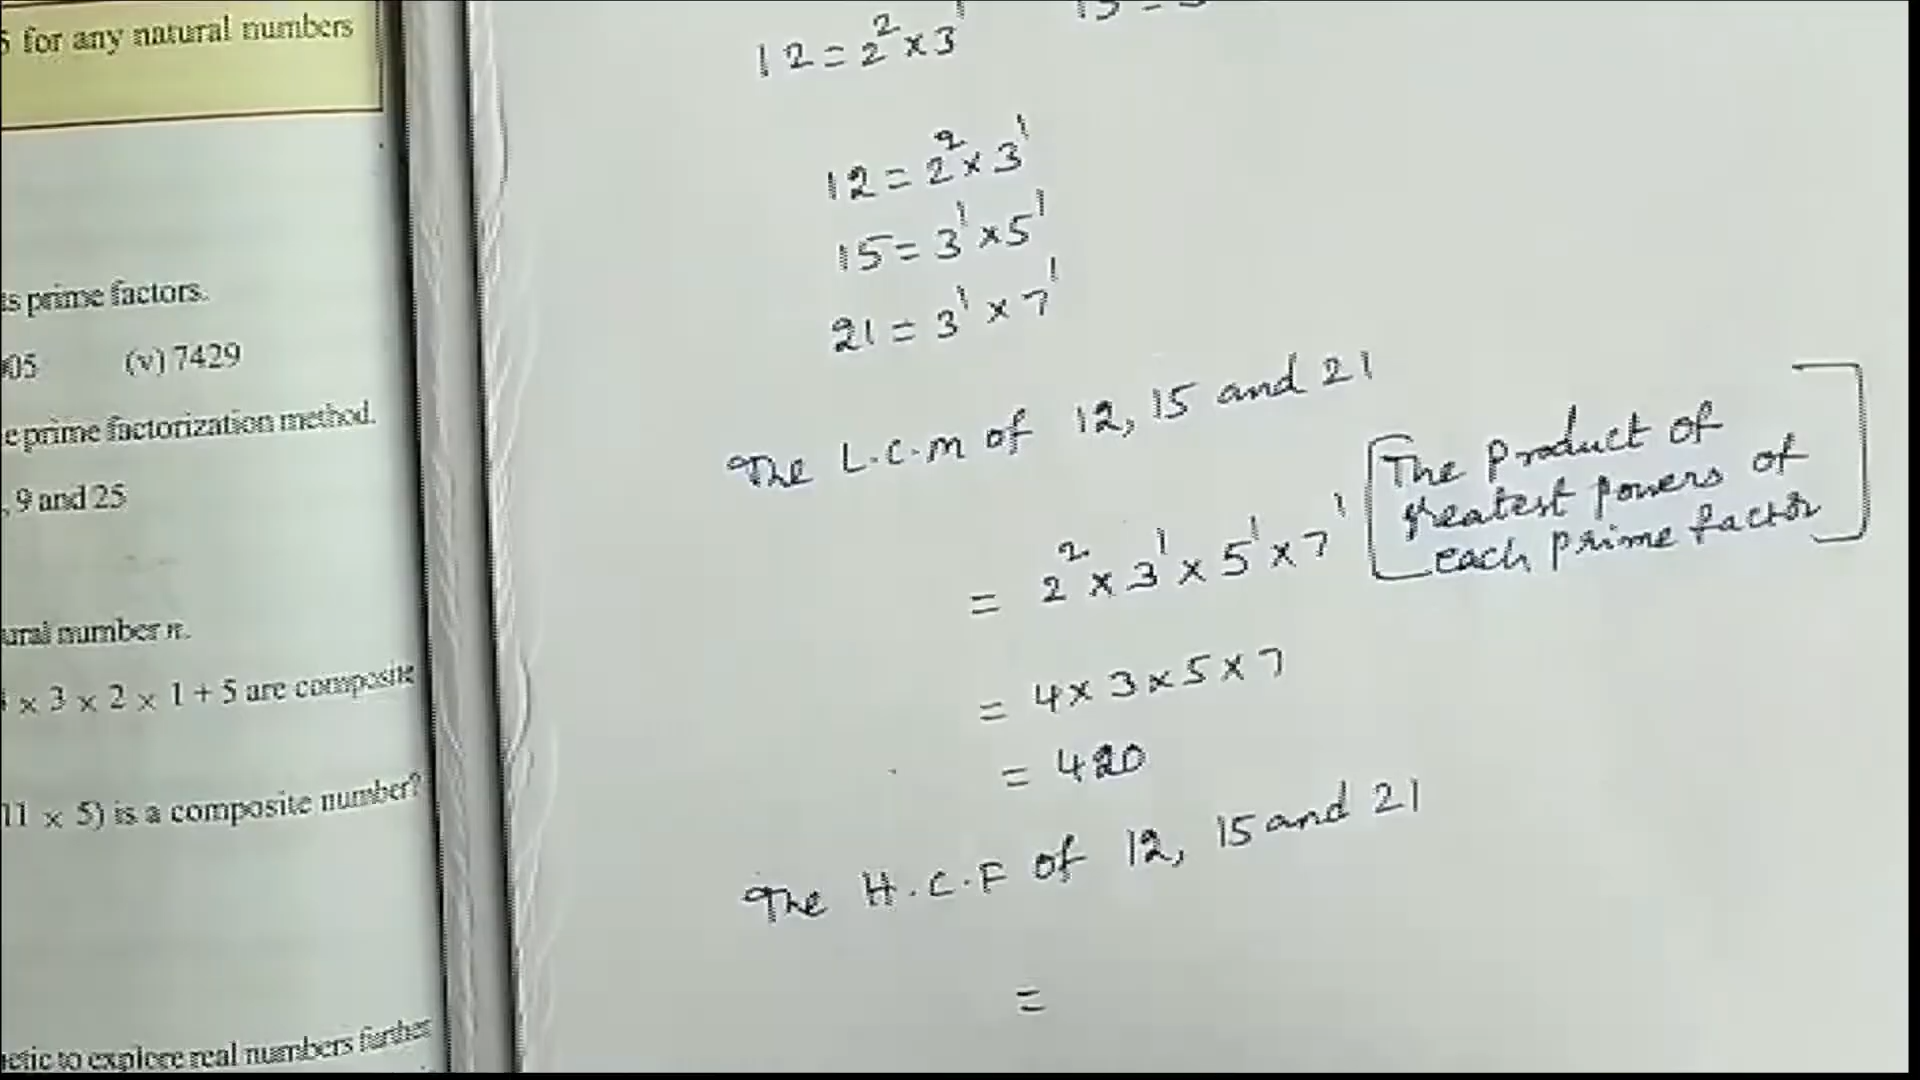 5 for any natural numbers
is prime factors.
05 (v) 7429
e prime factorization method.
, 9 and 25
ural number n.
× 3 × 2 × 1 + 5 are composite
11 × 5) is a composite number?
etic to explore real numbers further
12 = 2² × 3¹
12 = 2² × 3¹
15 = 3¹ × 5¹
21 = 3¹ × 7¹
The L.C.M of 12, 15 and 21
= 2² × 3¹ × 5¹ × 7¹
[The product of
greatest powers of
each prime factor]
= 4 × 3 × 5 × 7
= 420
The H.C.F of 12, 15 and 21
=